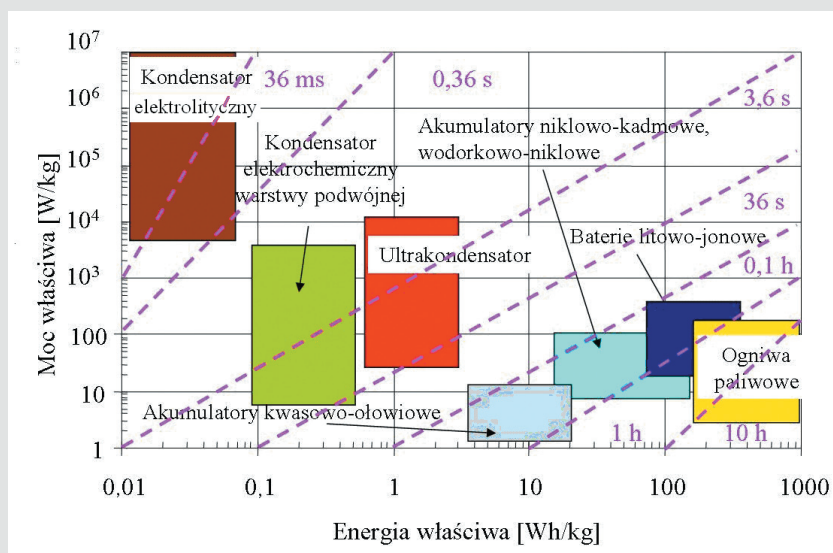 10⁷
10⁶
10⁵
10⁴
10³
100
10
1
Moc właściwa [W/kg]
Kondensator
elektrolityczny
36 ms
0,36 s
3,6 s
Kondensator
elektrochemiczny
warstwy podwójnej
Akumulatory niklowo-kadmowe,
wodorkowo-niklowe
36 s
Ultrakondensator
Baterie litowo-jonowe
0,1 h
Ogniwa
paliwowe
Akumulatory kwasowo-ołowiowe
1 h
10 h
0,01
0,1
1
10
100
1000
Energia właściwa [Wh/kg]